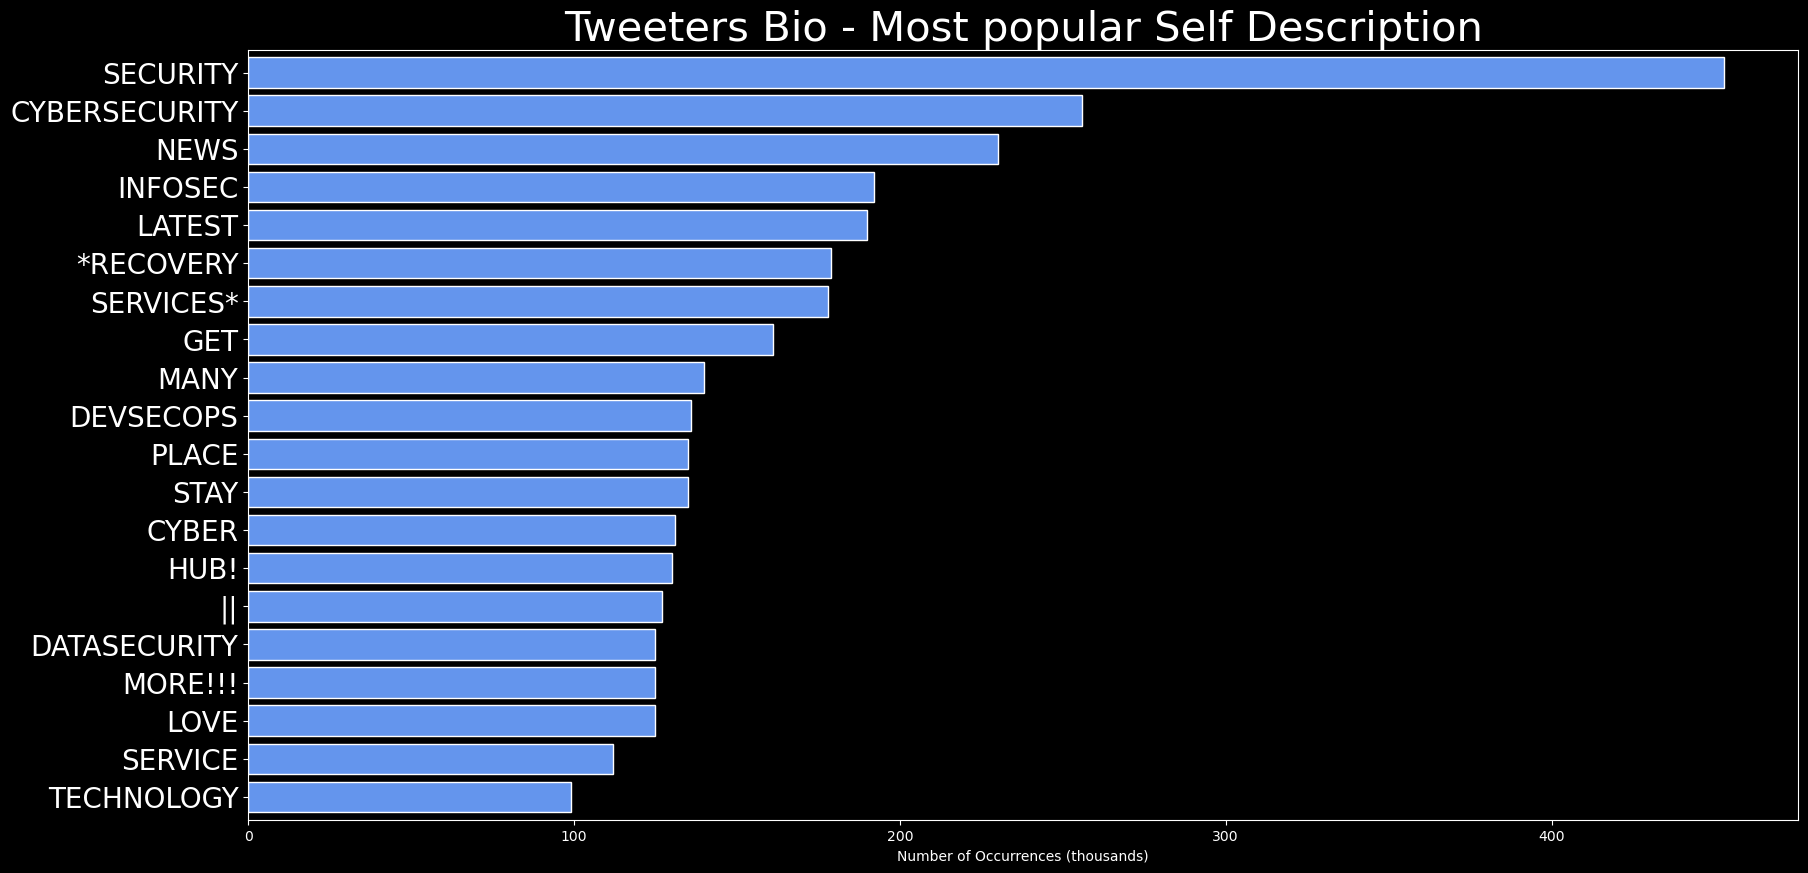 Tweeters Bio - Most popular Self Description
SECURITY
CYBERSECURITY
NEWS
INFOSEC
LATEST
*RECOVERY
SERVICES*
GET
MANY
DEVSECOPS
PLACE
STAY
CYBER
HUB!
||
DATASECURITY
MORE!!!
LOVE
SERVICE
TECHNOLOGY
0 100 200 300 400
Number of Occurrences (thousands)